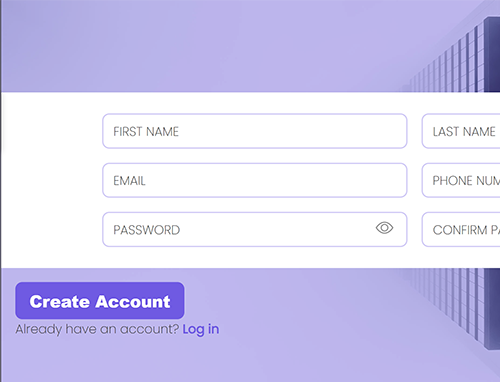 FIRST NAME
LAST NAME
EMAIL
PHONE NUM
PASSWORD
CONFIRM PA
Create Account
Already have an account? Log in